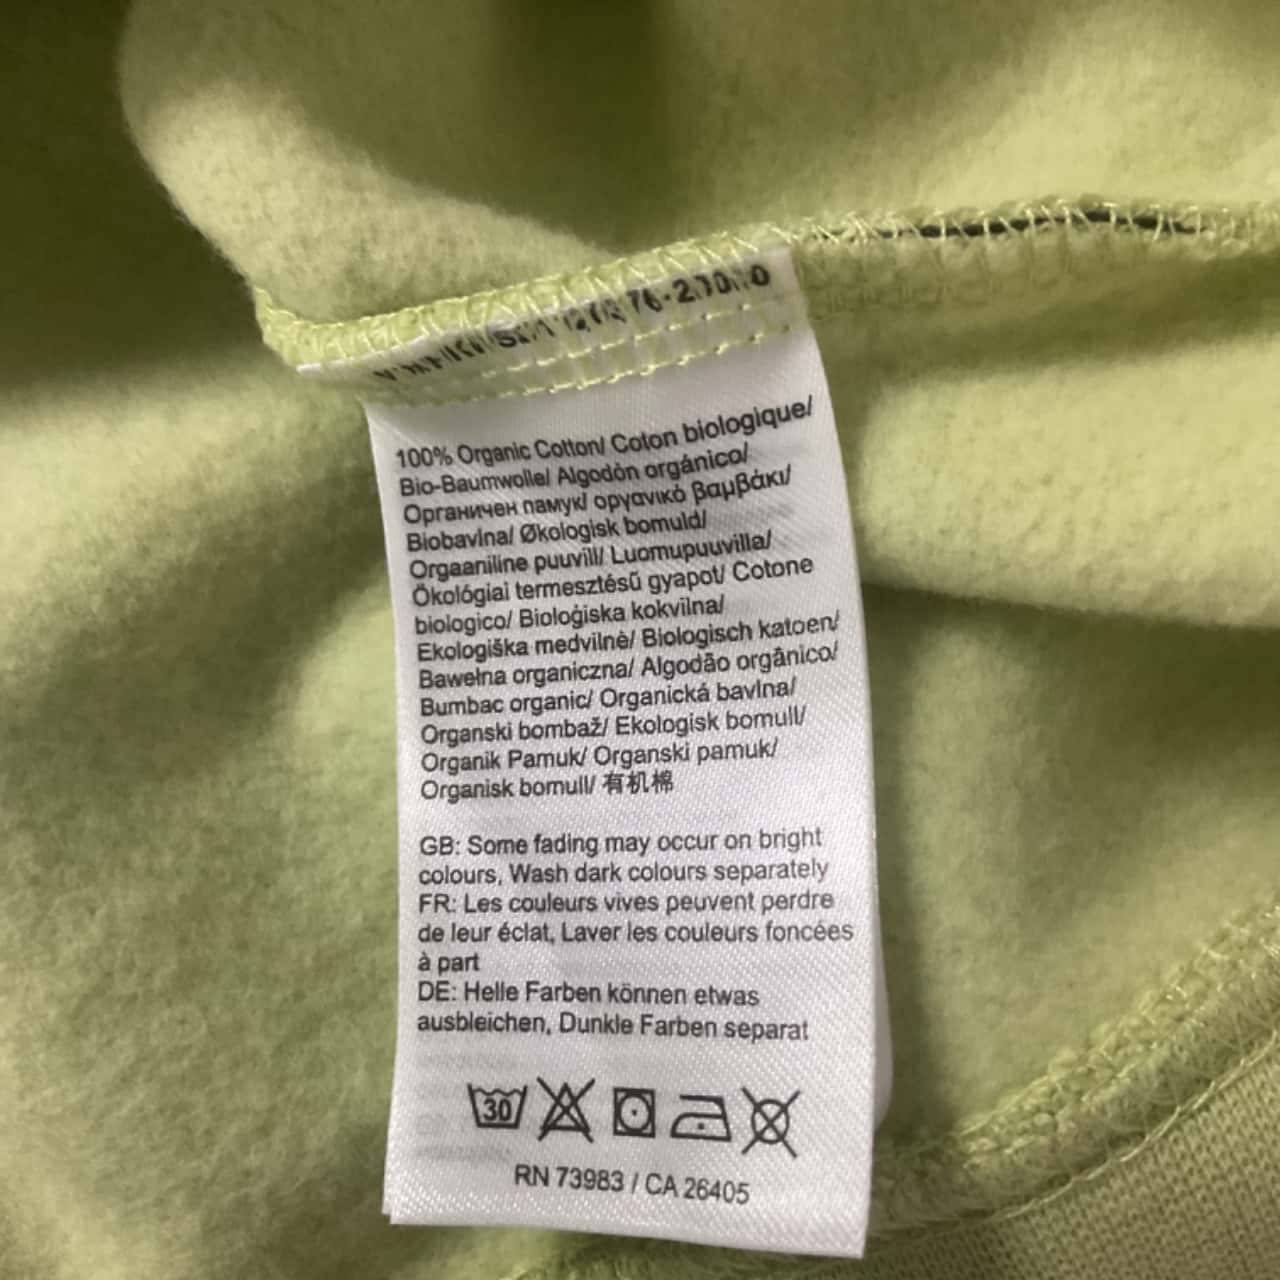 100% Organic Cotton/ Coton biologique/
Bio-Baumwolle/ Algodòn orgánico/
Органичен памук/ οργανικό βαμβάκι/
Biobavlna/ Økologisk bomuld/
Orgaaniline puuvill/ Luomupuuvilla/
Ökológiai termesztésű gyapot/ Cotone
biologico/ Bioloģiska kokvilna/
Ekologiška medvilnė/ Biologisch katoen/
Bawełna organiczna/ Algodão orgânico/
Bumbac organic/ Organická bavlna/
Organski bombaž/ Ekologisk bomull/
Organik Pamuk/ Organski pamuk/
Organisk bomull/ 有机棉
GB: Some fading may occur on bright
colours, Wash dark colours separately
FR: Les couleurs vives peuvent perdre
de leur éclat, Laver les couleurs foncées
à part
DE: Helle Farben können etwas
ausbleichen, Dunkle Farben separat
30
RN 73983 / CA 26405